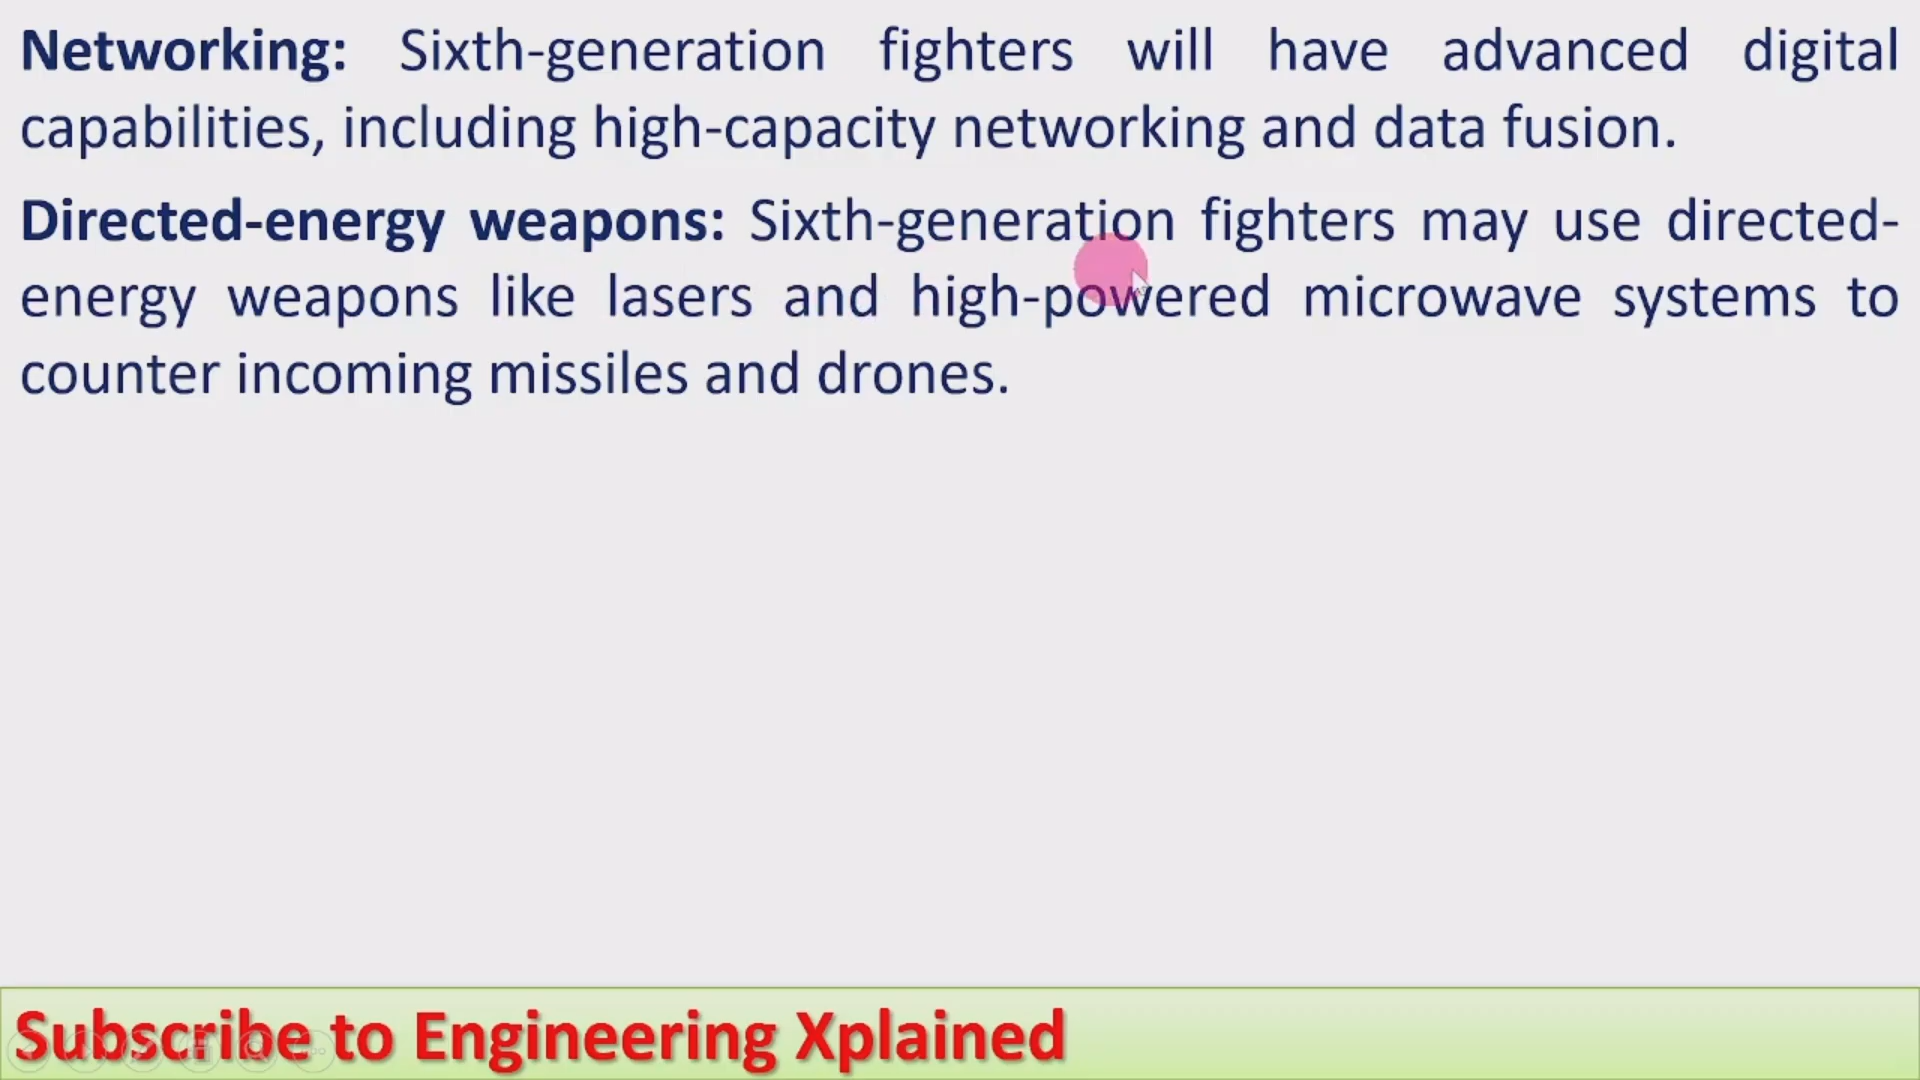 Networking: Sixth-generation fighters will have advanced digital
capabilities, including high-capacity networking and data fusion.
Directed-energy weapons: Sixth-generation fighters may use directed-
energy weapons like lasers and high-powered microwave systems to
counter incoming missiles and drones.
Subscribe to Engineering Xplained